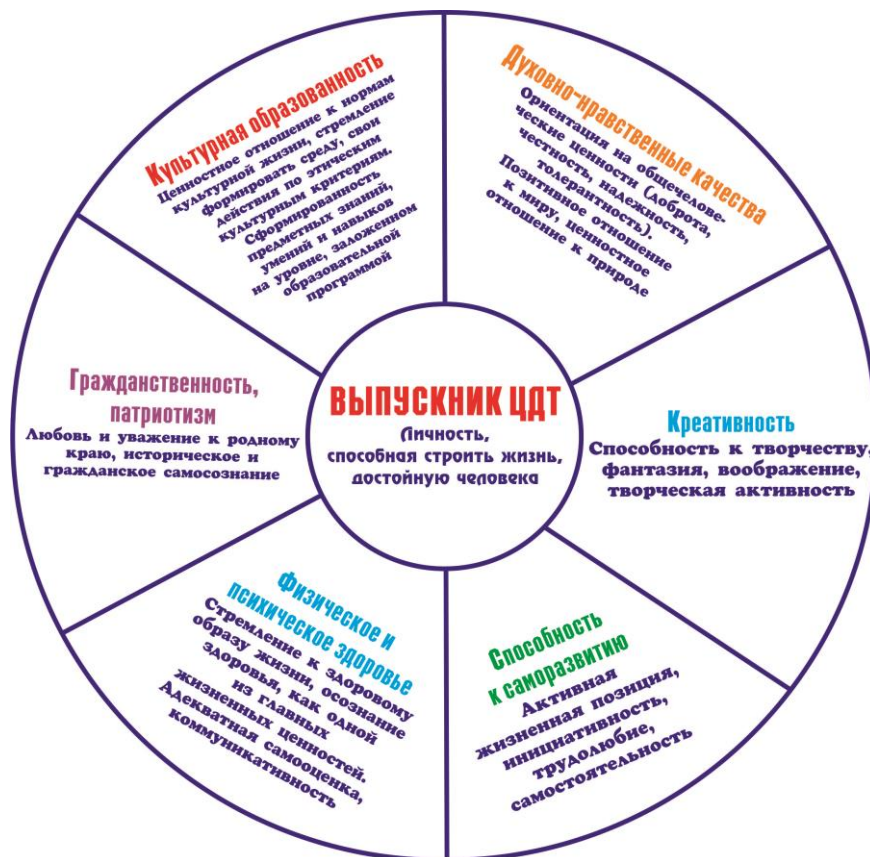 Культурная образованность
Ценностное отношение к нормам
культурной жизни, стремление
формировать среду, свои
действия по этическим
культурным критериям.
Сформированность
предметных знаний,
умений и навыков
на уровне, заложенном
образовательной
программой
Духовно-нравственные качества
Ориентация на общечелове-
ческие ценности (доброта,
честность, надежность,
толерантность).
Позитивное отношение
к миру, ценностное
отношение к природе
Гражданственность,
патриотизм
Любовь и уважение к родному
краю, историческое и
гражданское самосознание
ВЫПУСКНИК ЦДТ
Личность,
способная строить жизнь,
достойную человека
Креативность
Способность к творчеству,
фантазия, воображение,
творческая активность
Физическое и
психическое здоровье
Стремление к здоровому
образу жизни, осознание
здоровья, как одной
из главных
жизненных ценностей.
Адекватная самооценка,
коммуникативность
Способность
к саморазвитию
Активная
жизненная позиция,
инициативность,
трудолюбие,
самостоятельность